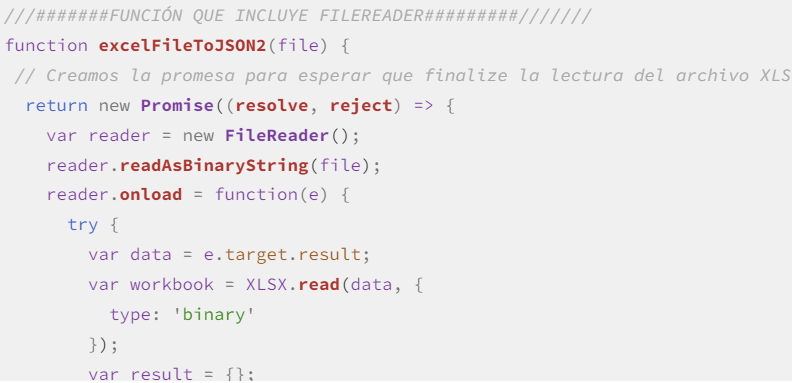 ///#######FUNCIÓN QUE INCLUYE FILEREADER#########///////
function excelFileToJSON2(file) {
// Creamos la promesa para esperar que finalize la lectura del archivo XLS
return new Promise((resolve, reject) => {
var reader = new FileReader();
reader.readAsBinaryString(file);
reader.onload = function(e) {
try {
var data = e.target.result;
var workbook = XLSX.read(data, {
type: 'binary'
});
var result = {};